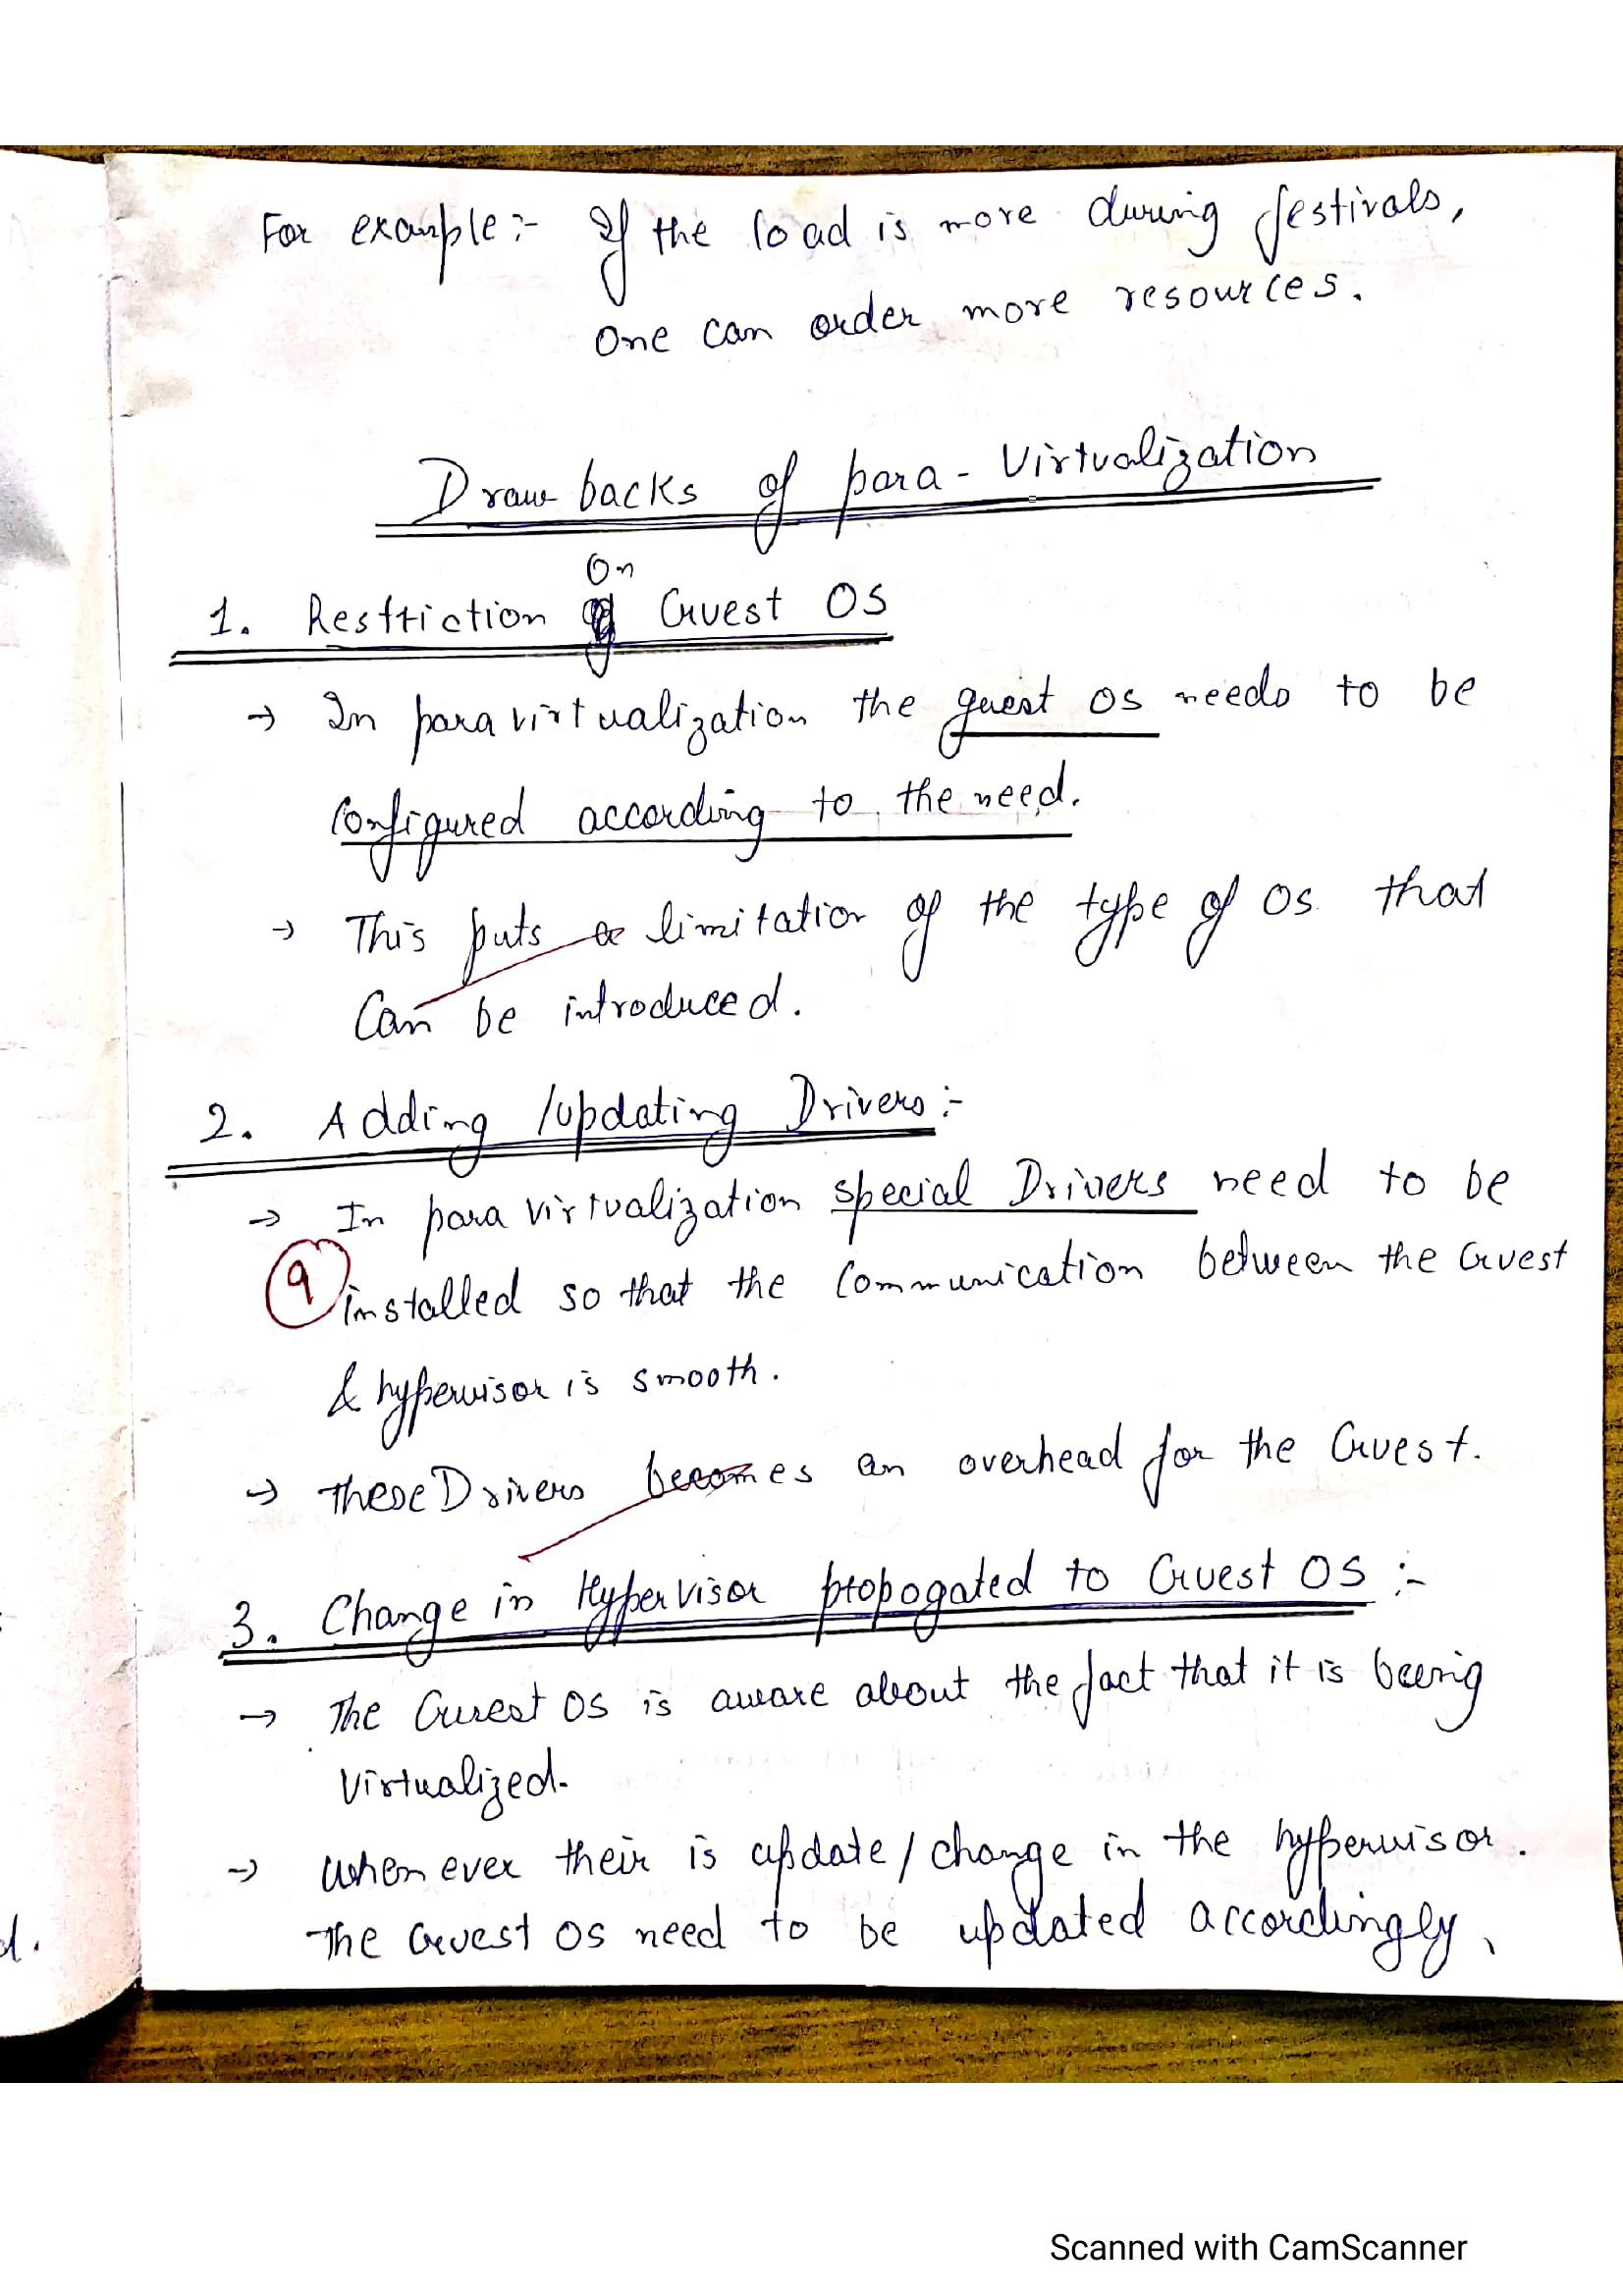 For example:- If the load is more during festivals,
One can order more resources.
Draw backs of para-Virtualization
On
1. Restriction Guest OS
→ In para virtualization the guest OS needs to be
Configured according to the need.
→ This puts a limitation of the type of OS that
Can be introduced.
2. Adding /updating Drivers:-
→ In para virtualization special Drivers need to be
9 installed so that the Communication between the Guest
& hypervisor is smooth.
→ These Drivers becomes an overhead for the Guest.
3. Change in Hypervisor propogated to Guest OS :-
→ The Guest OS is aware about the fact that it is being
Virtualized.
→ When ever their is update/change in the hypervisor.
The Guest OS need to be updated accordingly,
d.
Scanned with CamScanner